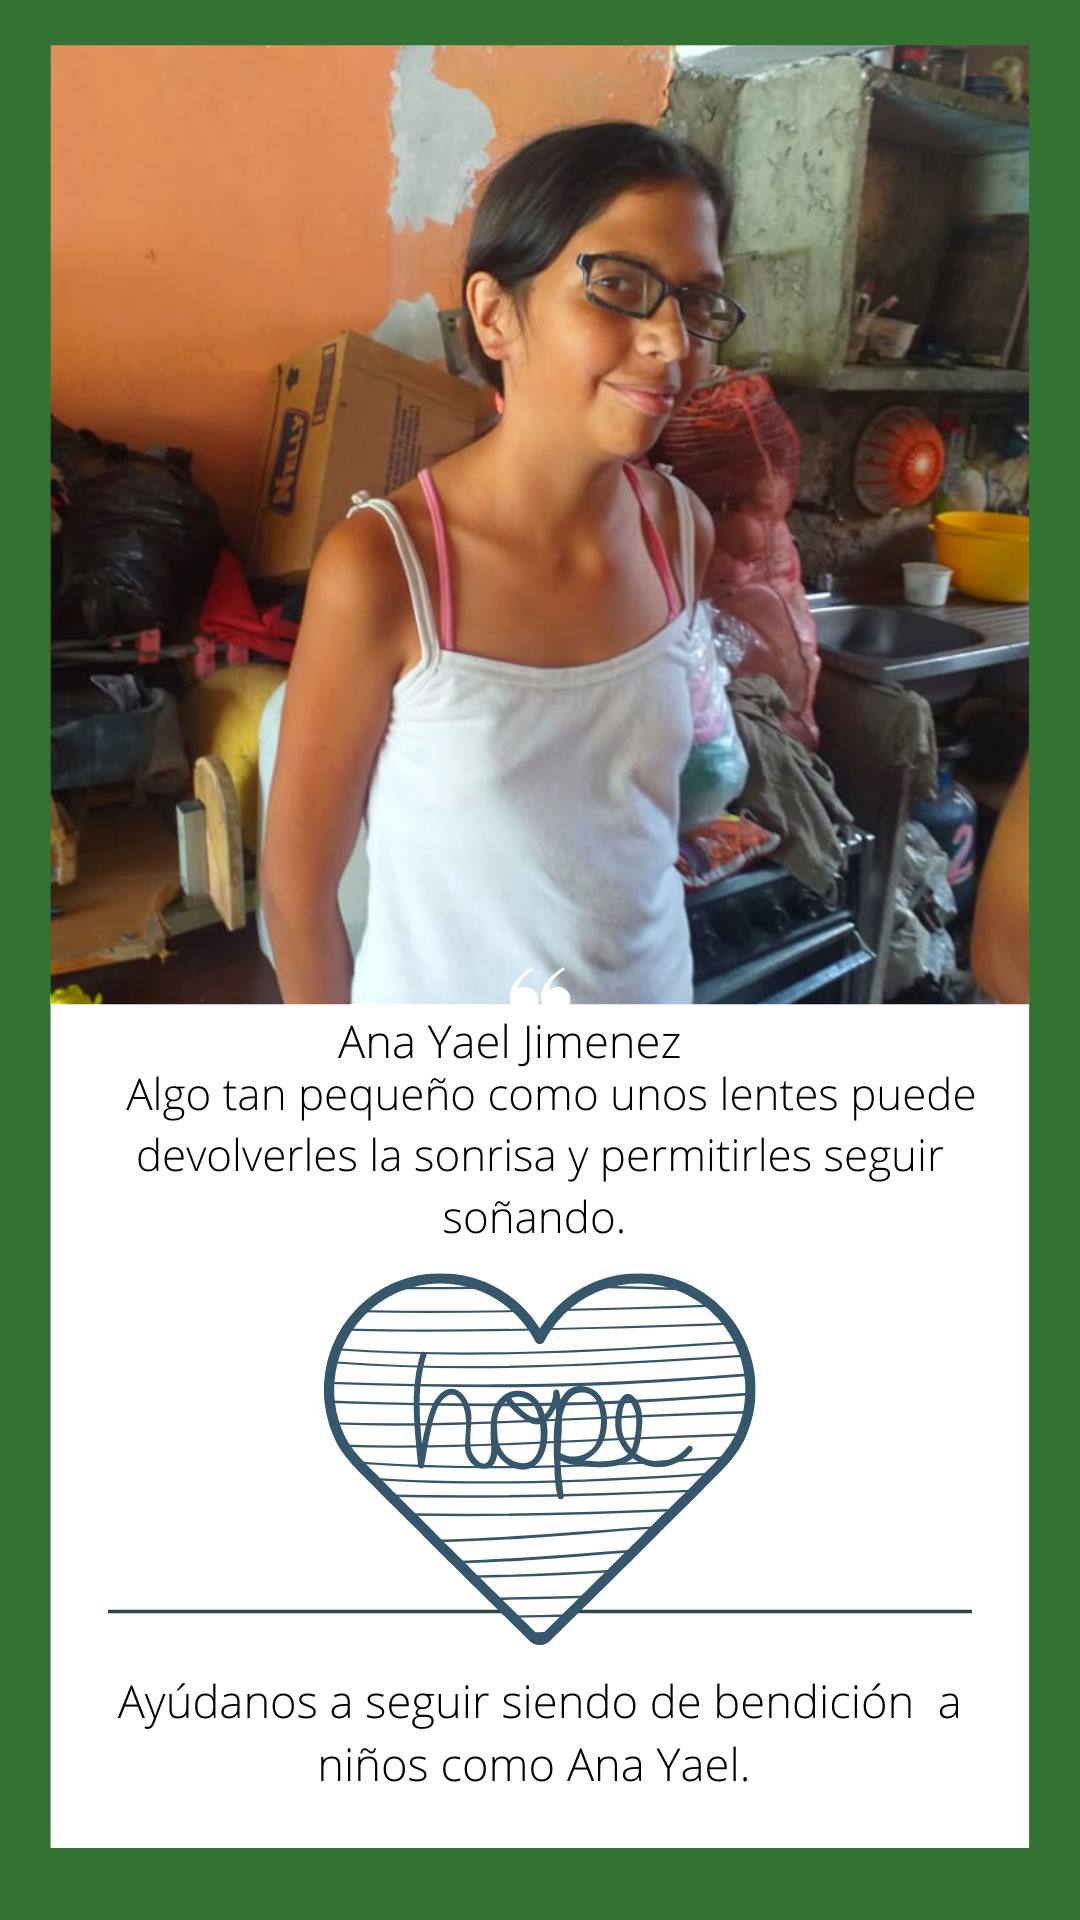 ATUN
Ana Yael Jimenez
Algo tan pequeño como unos lentes puede
devolverles la sonrisa y permitirles seguir
soñando.
hope
Ayúdanos a seguir siendo de bendición a
niños como Ana Yael.
2